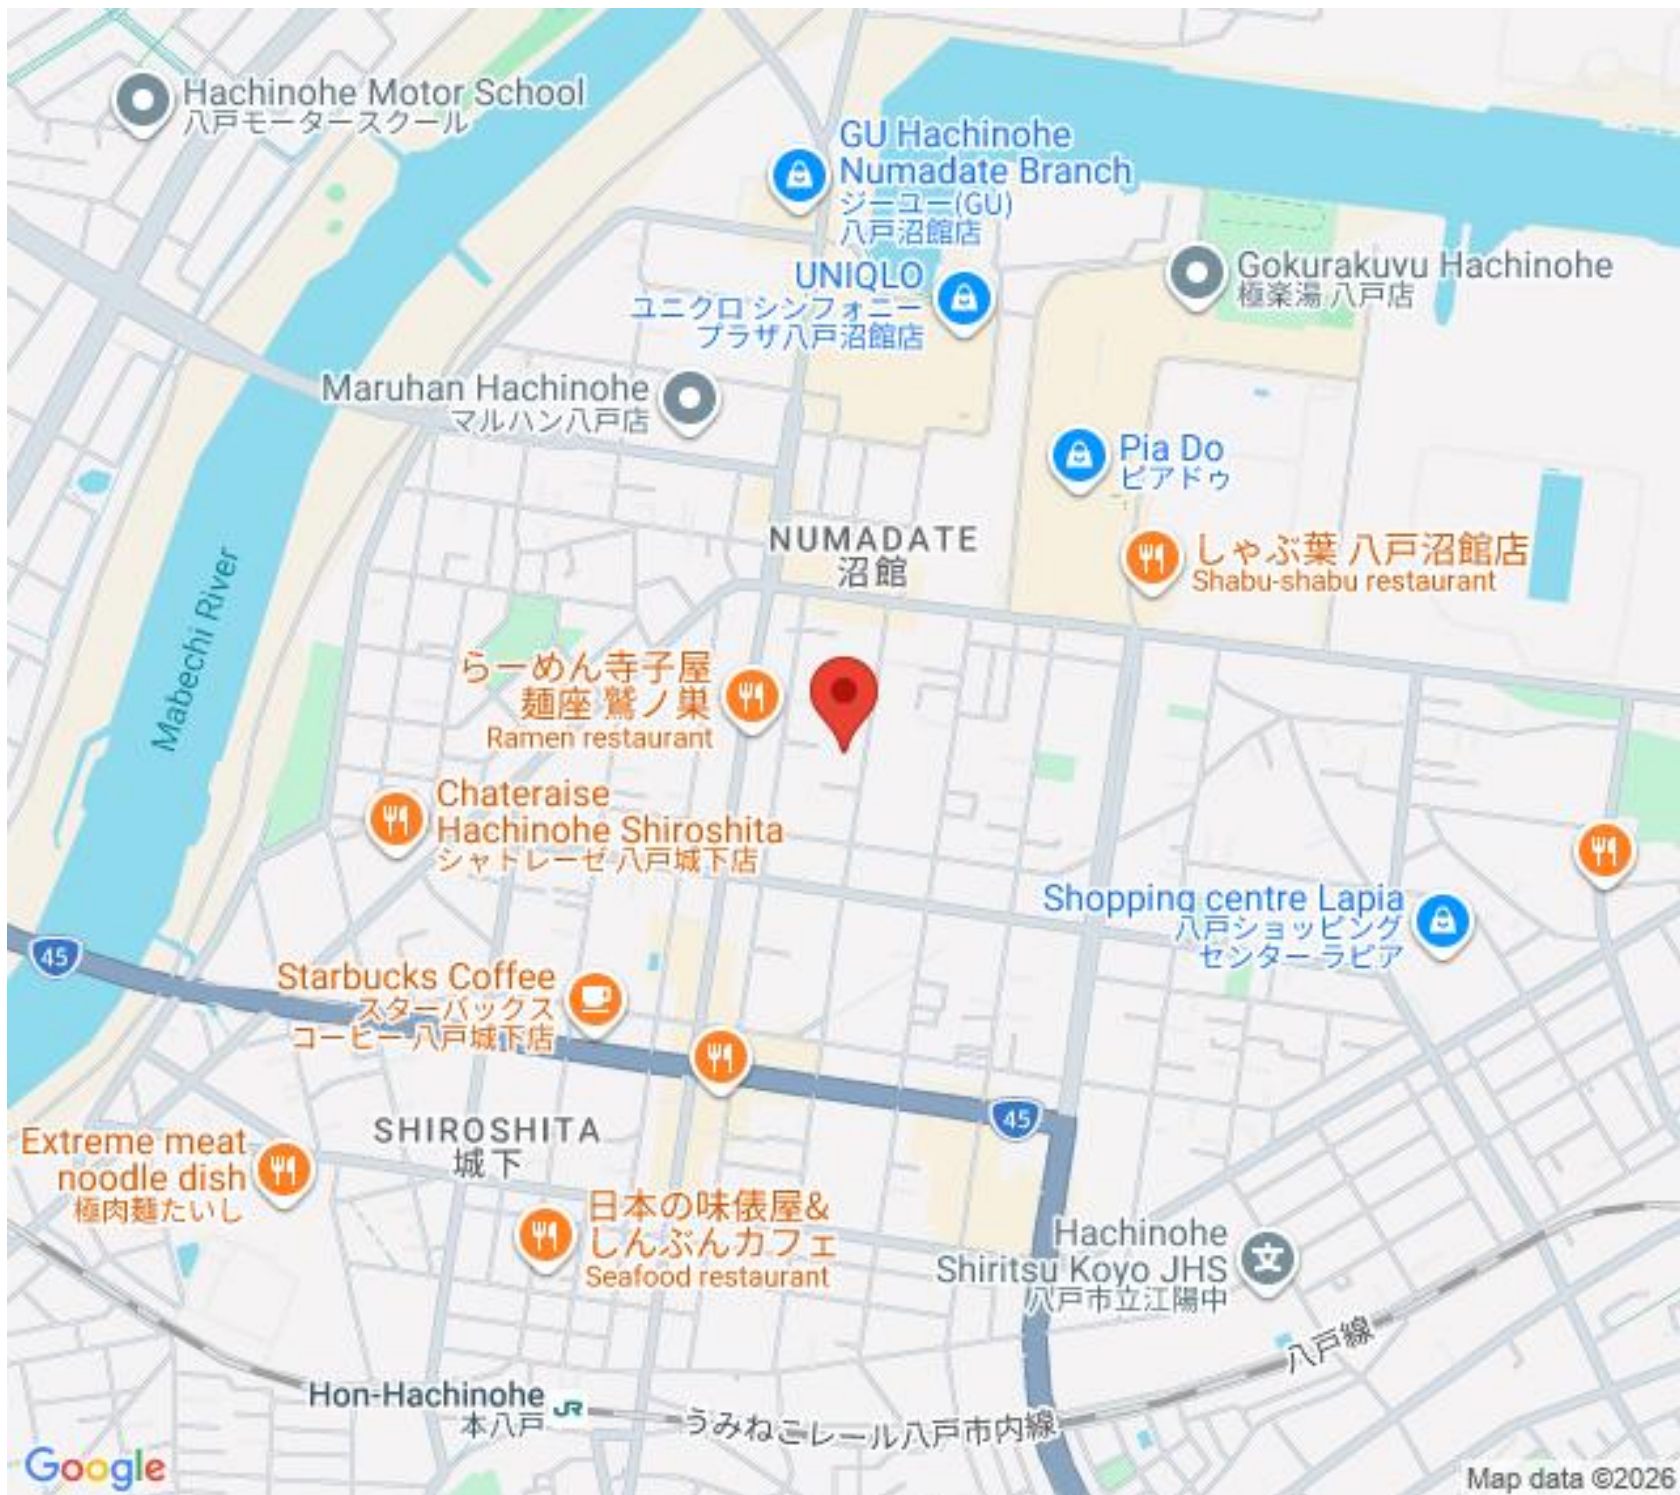 Hachinohe Motor School
八戸モータースクール
GU Hachinohe
Numadate Branch
ジーユー(GU)
八戸沼館店
UNIQLO
ユニクロ シンフォニー
プラザ八戸沼館店
Gokurakuyu Hachinohe
極楽湯 八戸店
Maruhan Hachinohe
マルハン八戸店
Pia Do
ピアドゥ
NUMADATE
沼館
しゃぶ葉 八戸沼館店
Shabu-shabu restaurant
Mabechi River
らーめん寺子屋
麺座 鷲ノ巣
Ramen restaurant
Chateraise
Hachinohe Shiroshita
シャトレーゼ 八戸城下店
Shopping centre Lapia
八戸ショッピング
センター ラピア
45
Starbucks Coffee
スターバックス
コーヒー 八戸城下店
45
SHIROSHITA
城下
Extreme meat
noodle dish
極肉麺たいし
日本の味俵屋&
しんぶんカフェ
Seafood restaurant
Hachinohe
Shiritsu Koyo JHS
八戸市立江陽中
八戸線
Hon-Hachinohe
本八戸
JR
うみねこレール八戸市内線
Google
Map data ©2026